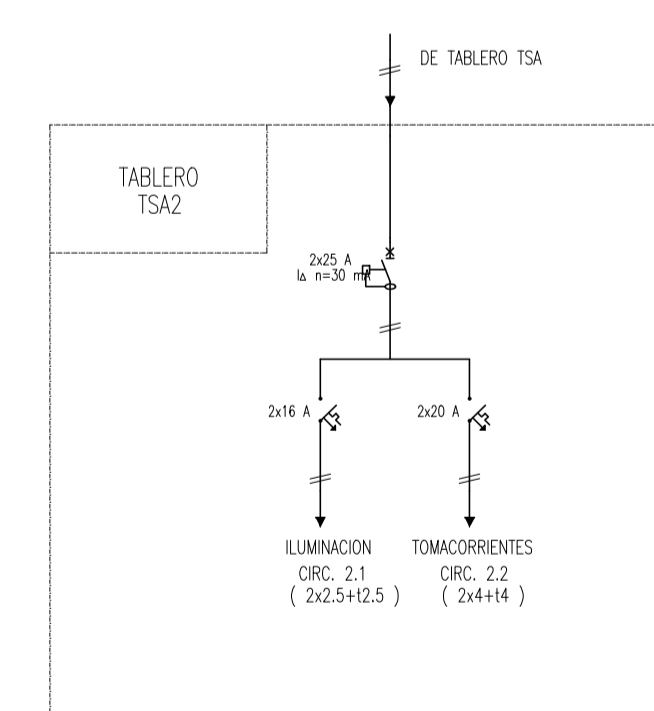 DE TABLERO TSA
TABLERO
TSA2
2x25 A
I∆ n=30 mA
2x16 A
2x20 A
ILUMINACION
CIRC. 2.1
( 2x2.5+t2.5 )
TOMACORRIENTES
CIRC. 2.2
( 2x4+t4 )